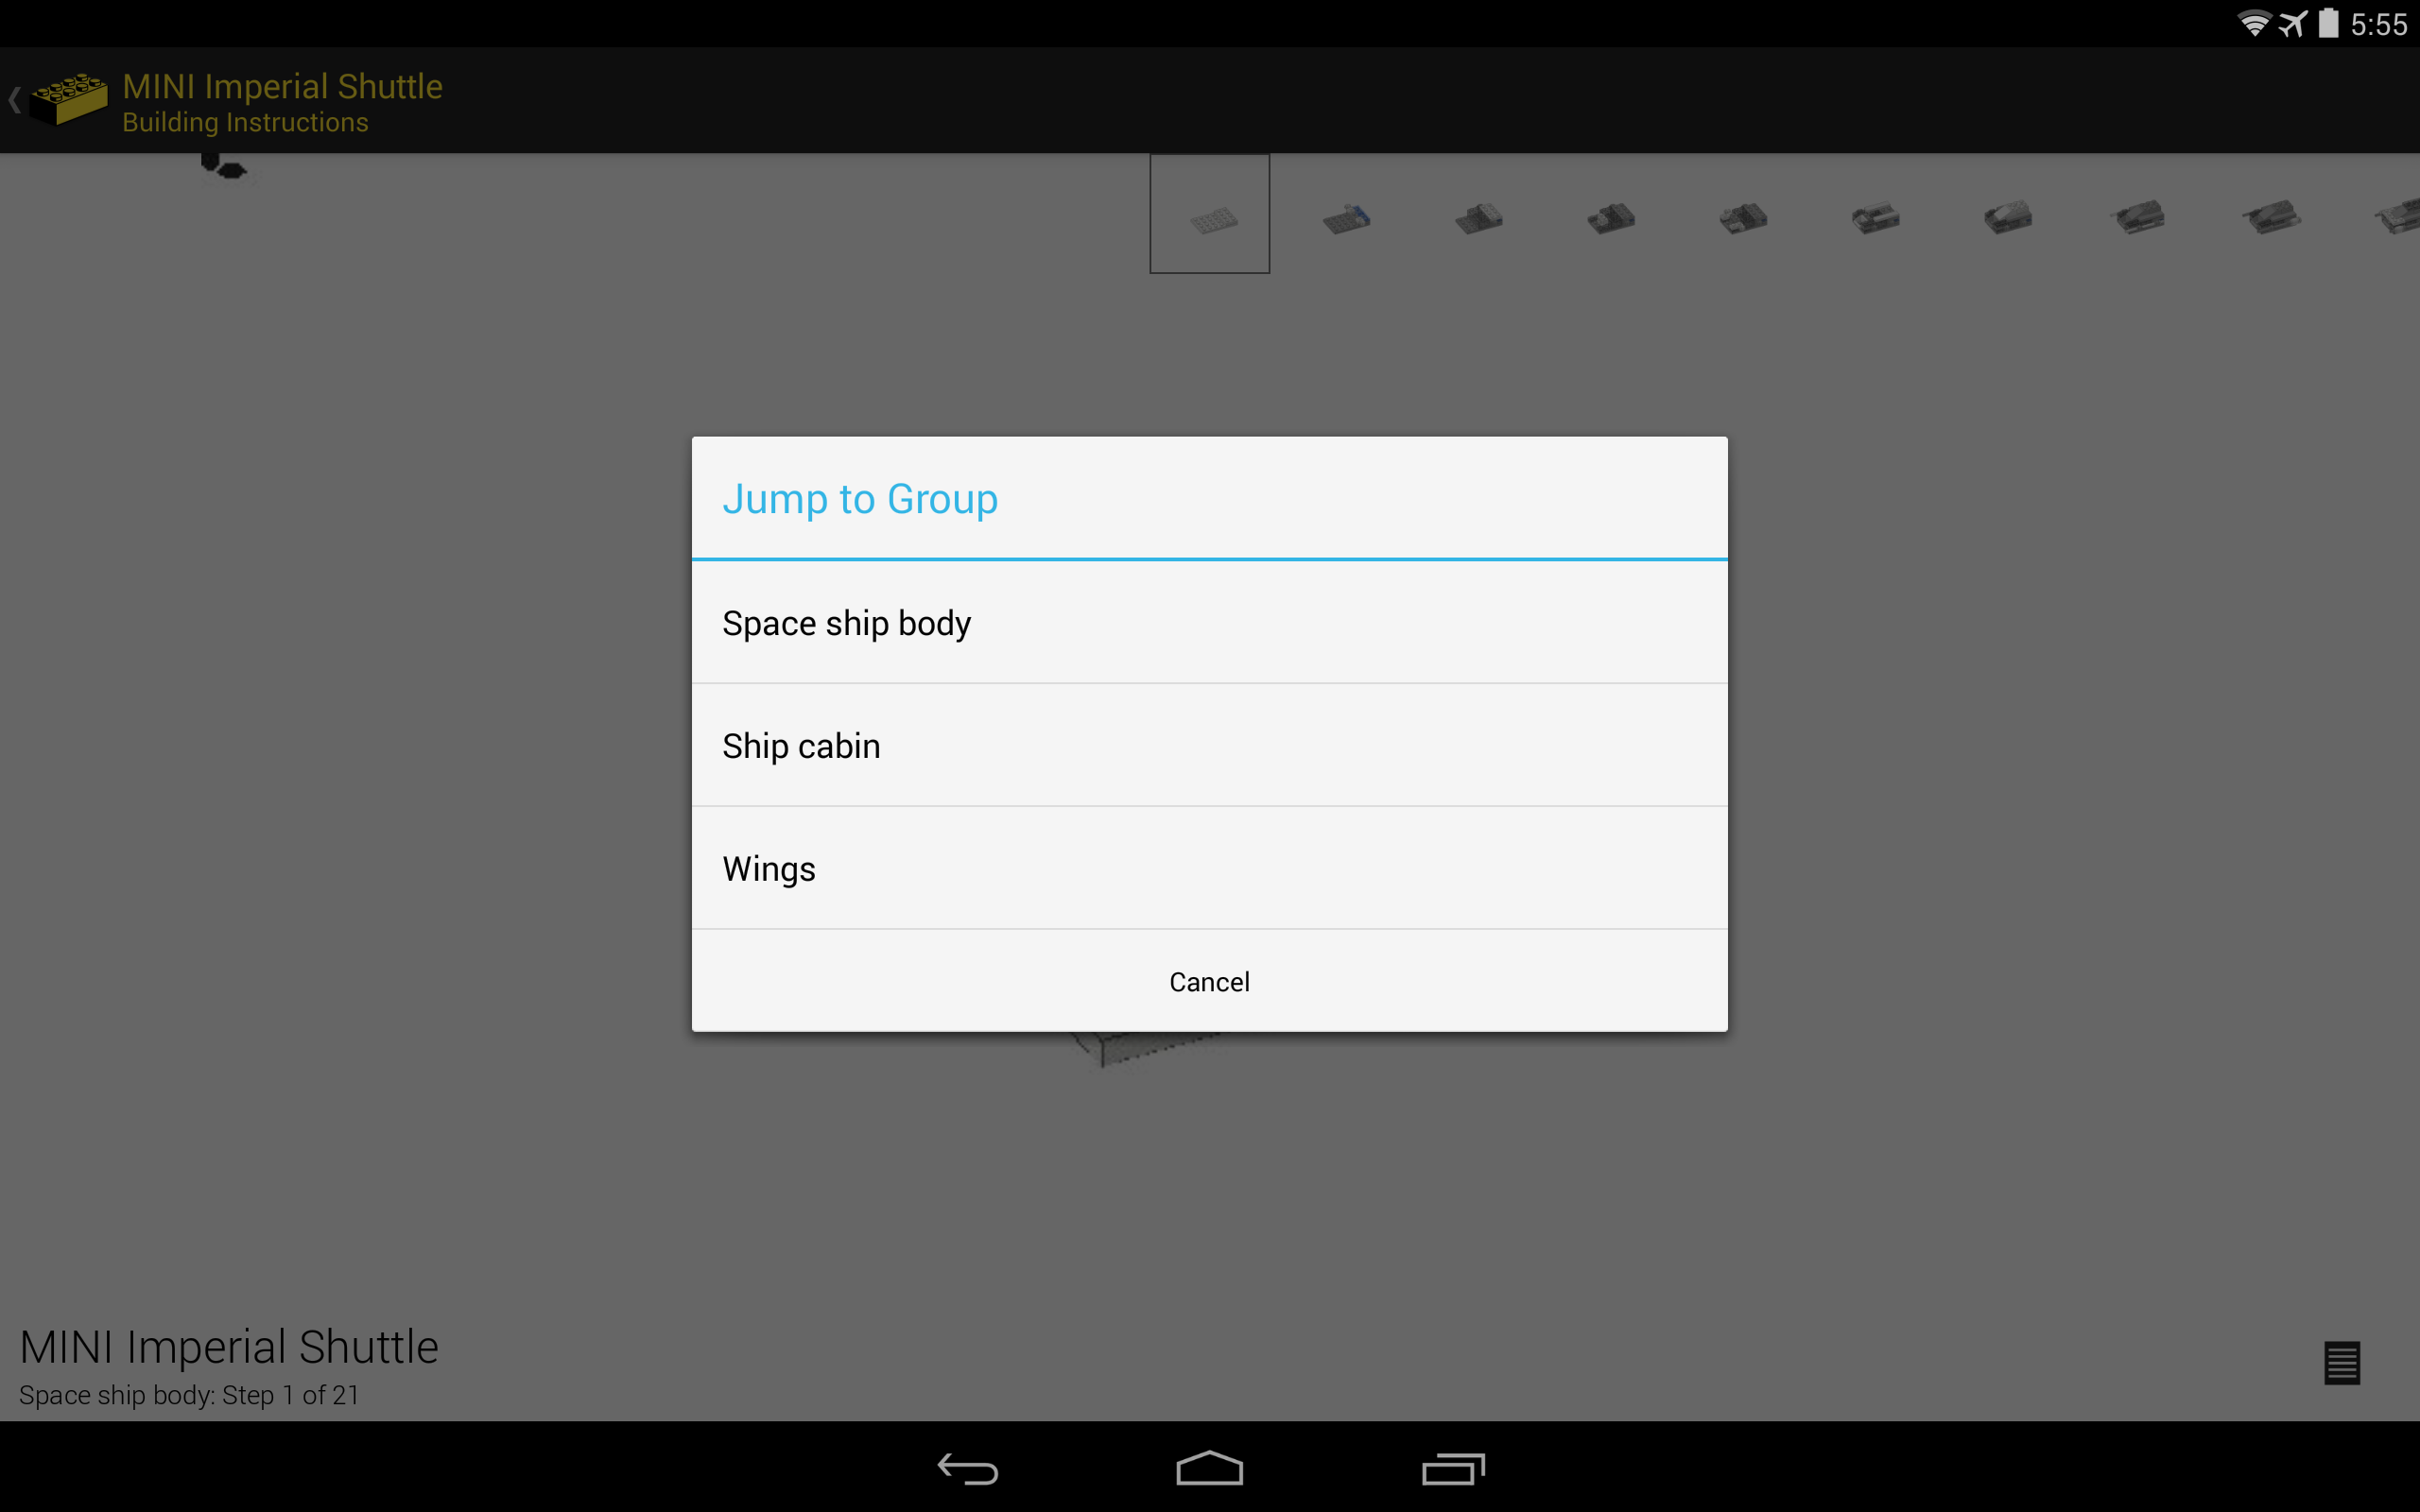 5:55
MINI Imperial Shuttle
Building Instructions
Jump to Group
Space ship body
Ship cabin
Wings
Cancel
MINI Imperial Shuttle
Space ship body: Step 1 of 21